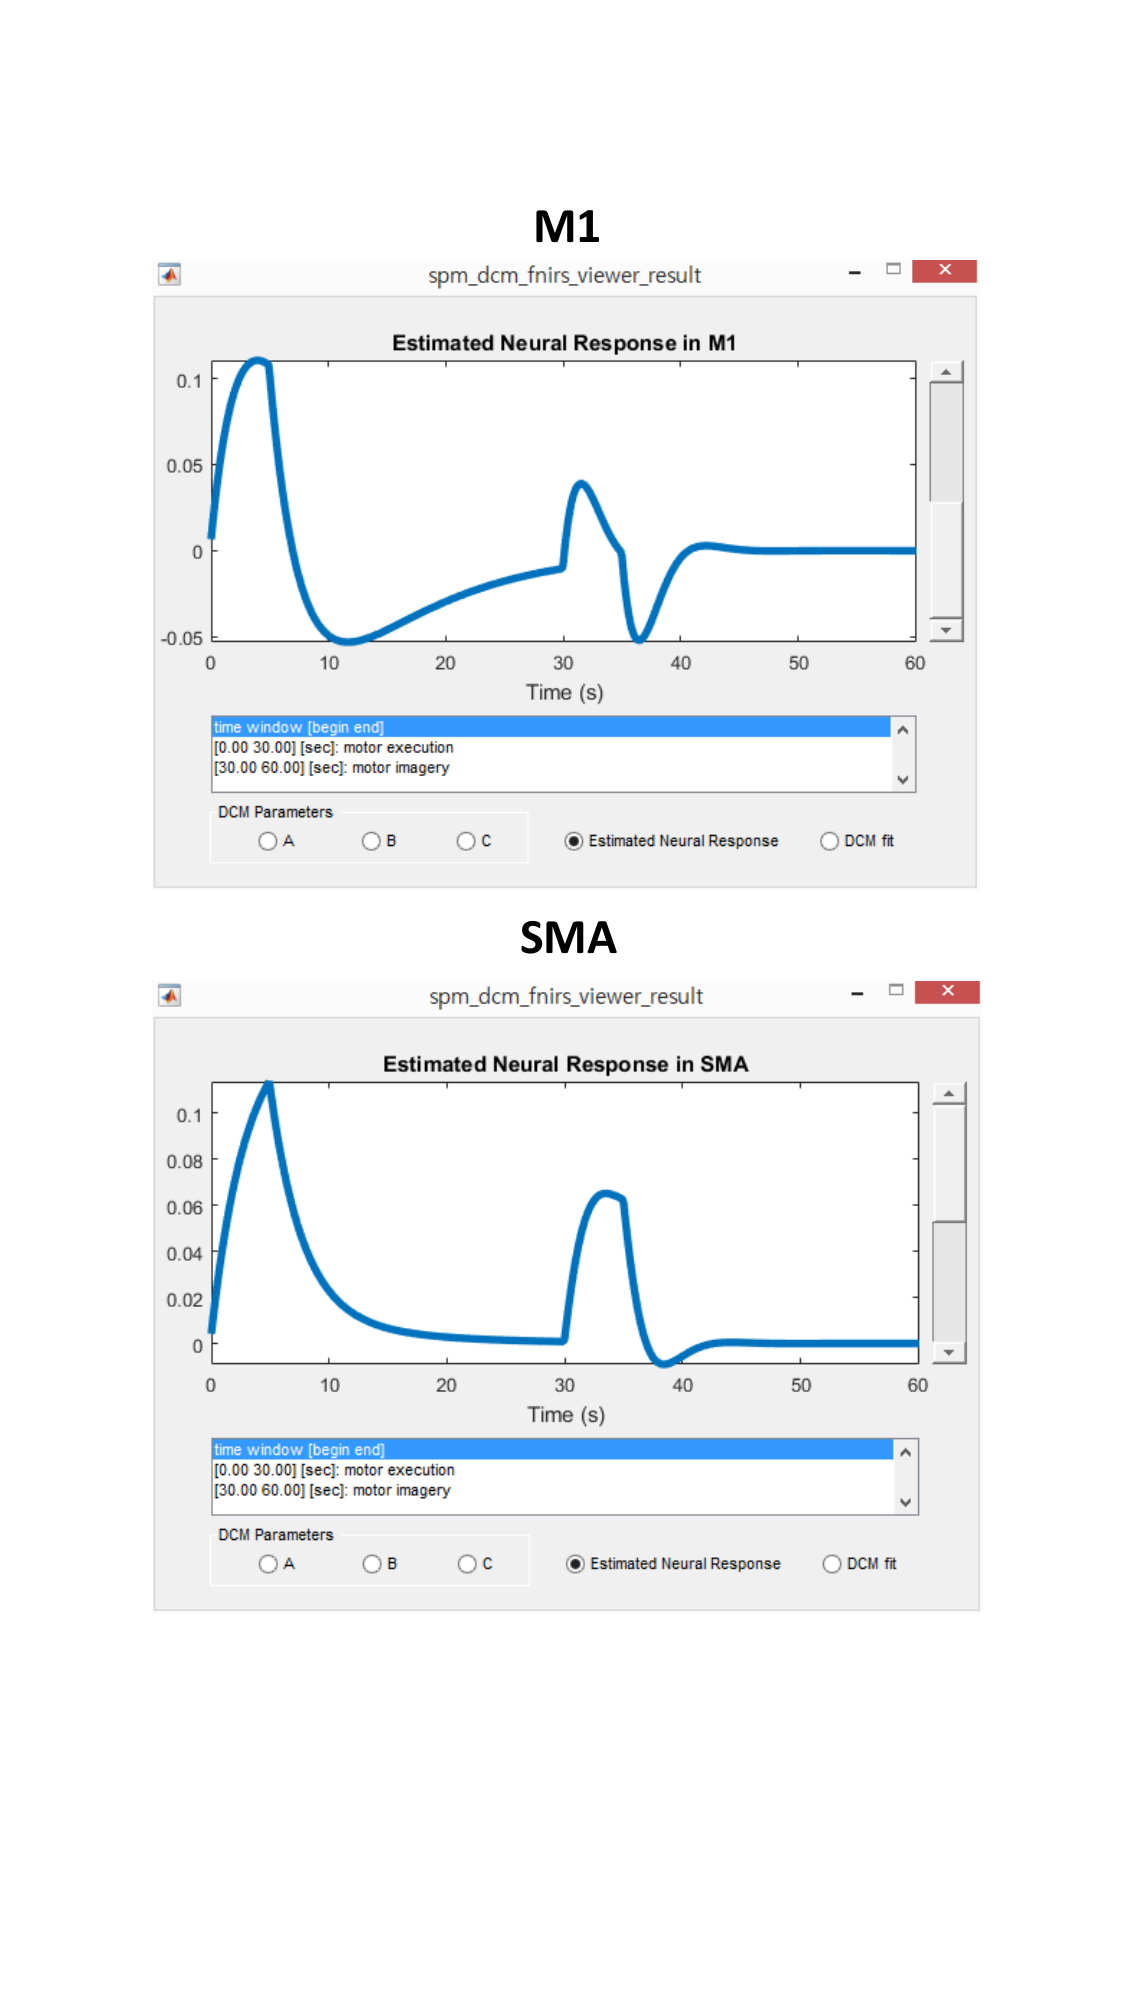 M1
spm_dcm_fnirs_viewer_result
Estimated Neural Response in M1
0.1
0.05
0
-0.05
0 10 20 30 40 50 60
Time (s)
time window [begin end]
[0.00 30.00] [sec]: motor execution
[30.00 60.00] [sec]: motor imagery
DCM Parameters
A B C Estimated Neural Response DCM fit
SMA
spm_dcm_fnirs_viewer_result
Estimated Neural Response in SMA
0.1
0.08
0.06
0.04
0.02
0
0 10 20 30 40 50 60
Time (s)
time window [begin end]
[0.00 30.00] [sec]: motor execution
[30.00 60.00] [sec]: motor imagery
DCM Parameters
A B C Estimated Neural Response DCM fit